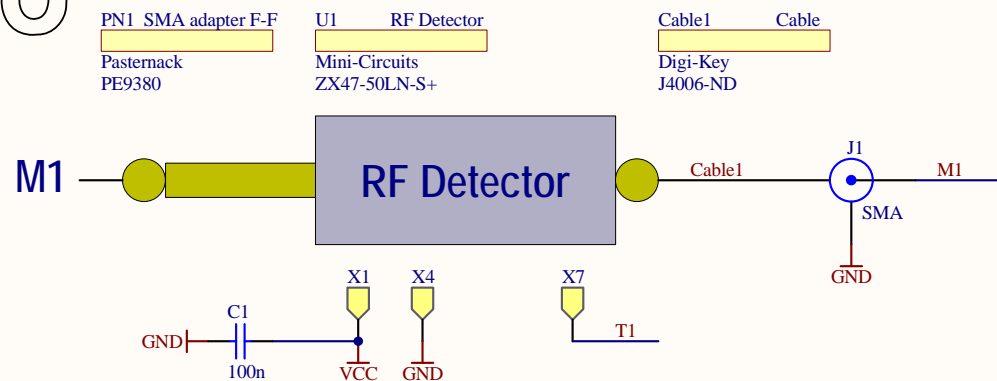 PN1 SMA adapter F-F
Pasternack
PE9380
U1 RF Detector
Mini-Circuits
ZX47-50LN-S+
Cable1 Cable
Digi-Key
J4006-ND
M1
RF Detector
Cable1
J1
M1
SMA
GND
X1
X4
X7
C1
GND
100n
VCC
GND
T1